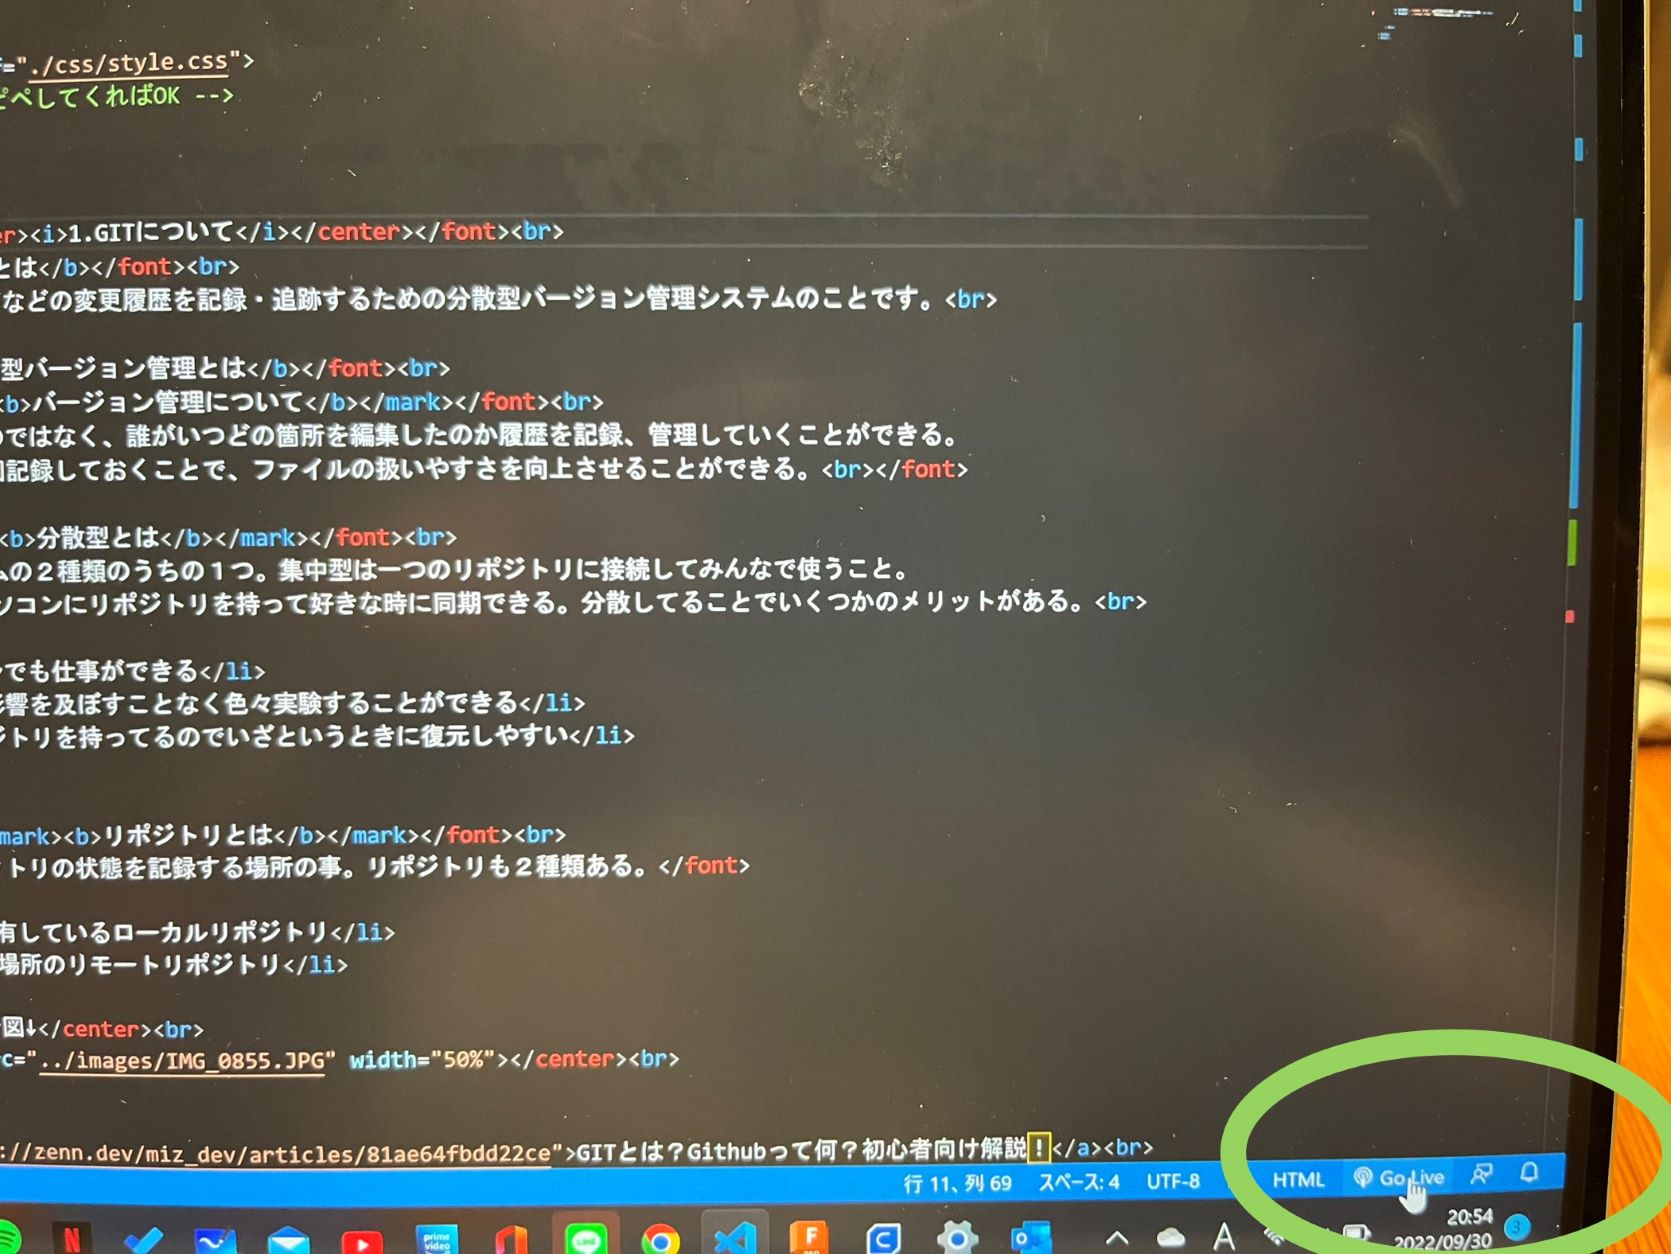 ="./css/style.css">
ピペしてくればOK -->
er><i>1.GITについて</i></center></font><br>
とは</b></font><br>
などの変更履歴を記録・追跡するための分散型バージョン管理システムのことです。<br>
型バージョン管理とは</b></font><br>
<b>バージョン管理について</b></mark></font><br>
のではなく、誰がいつどの箇所を編集したのか履歴を記録、管理していくことができる。
記録しておくことで、ファイルの扱いやすさを向上させることができる。<br></font>
<b>分散型とは</b></mark></font><br>
ムの２種類のうちの１つ。集中型は一つのリポジトリに接続してみんなで使うこと。
ソコンにリポジトリを持って好きな時に同期できる。分散してることでいくつかのメリットがある。<br>
でも仕事ができる</li>
影響を及ぼすことなく色々実験することができる</li>
ジトリを持ってるのでいざというときに復元しやすい</li>
mark><b>リポジトリとは</b></mark></font><br>
トリの状態を記録する場所の事。リポジトリも２種類ある。</font>
有しているローカルリポジトリ</li>
場所のリモートリポジトリ</li>
図↓</center><br>
c="../images/IMG_0855.JPG" width="50%"></center><br>
://zenn.dev/miz_dev/articles/81ae64fbdd22ce">GITとは？Githubって何？初心者向け解説！</a><br>
行 11、列 69 スペース: 4 UTF-8 HTML Go Live
N prime video LINE F C A 20:54 3
2022/09/30